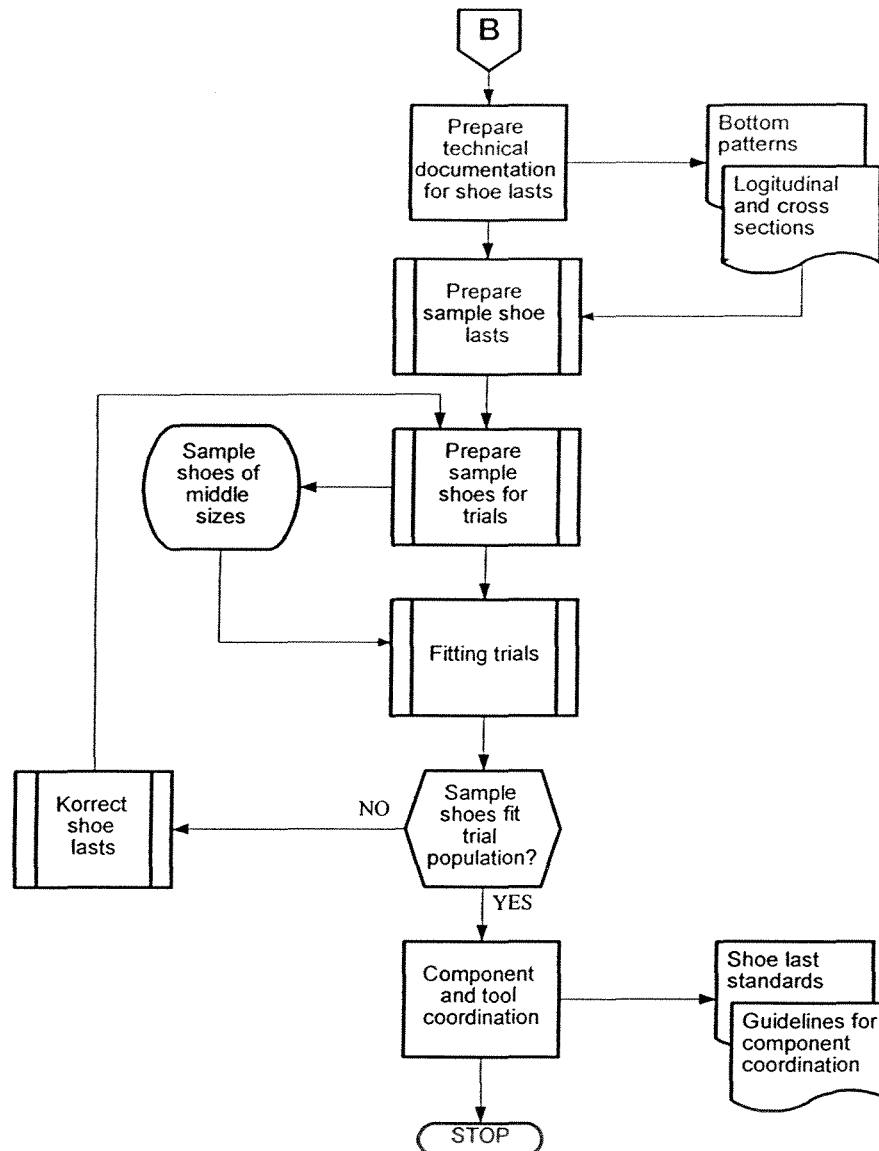 B
Prepare
technical
documentation
for shoe lasts
Bottom
patterns
Logitudinal
and cross
sections
Prepare
sample shoe
lasts
Sample
shoes of
middle
sizes
Prepare
sample
shoes for
trials
Fitting trials
Korrect
shoe
lasts
NO
Sample
shoes fit
trial
population?
YES
Component
and tool
coordination
Shoe last
standards
Guidelines for
component
coordination
STOP